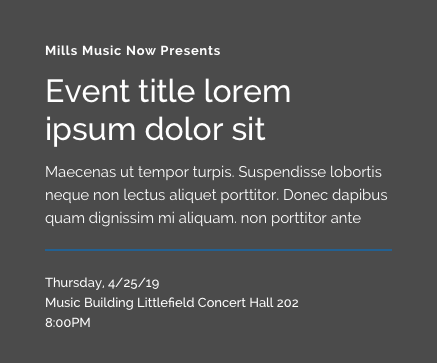 Mills Music Now Presents
Event title lorem
ipsum dolor sit
Maecenas ut tempor turpis. Suspendisse lobortis
neque non lectus aliquet porttitor. Donec dapibus
quam dignissim mi aliquam. non porttitor ante
Thursday, 4/25/19
Music Building Littlefield Concert Hall 202
8:00PM